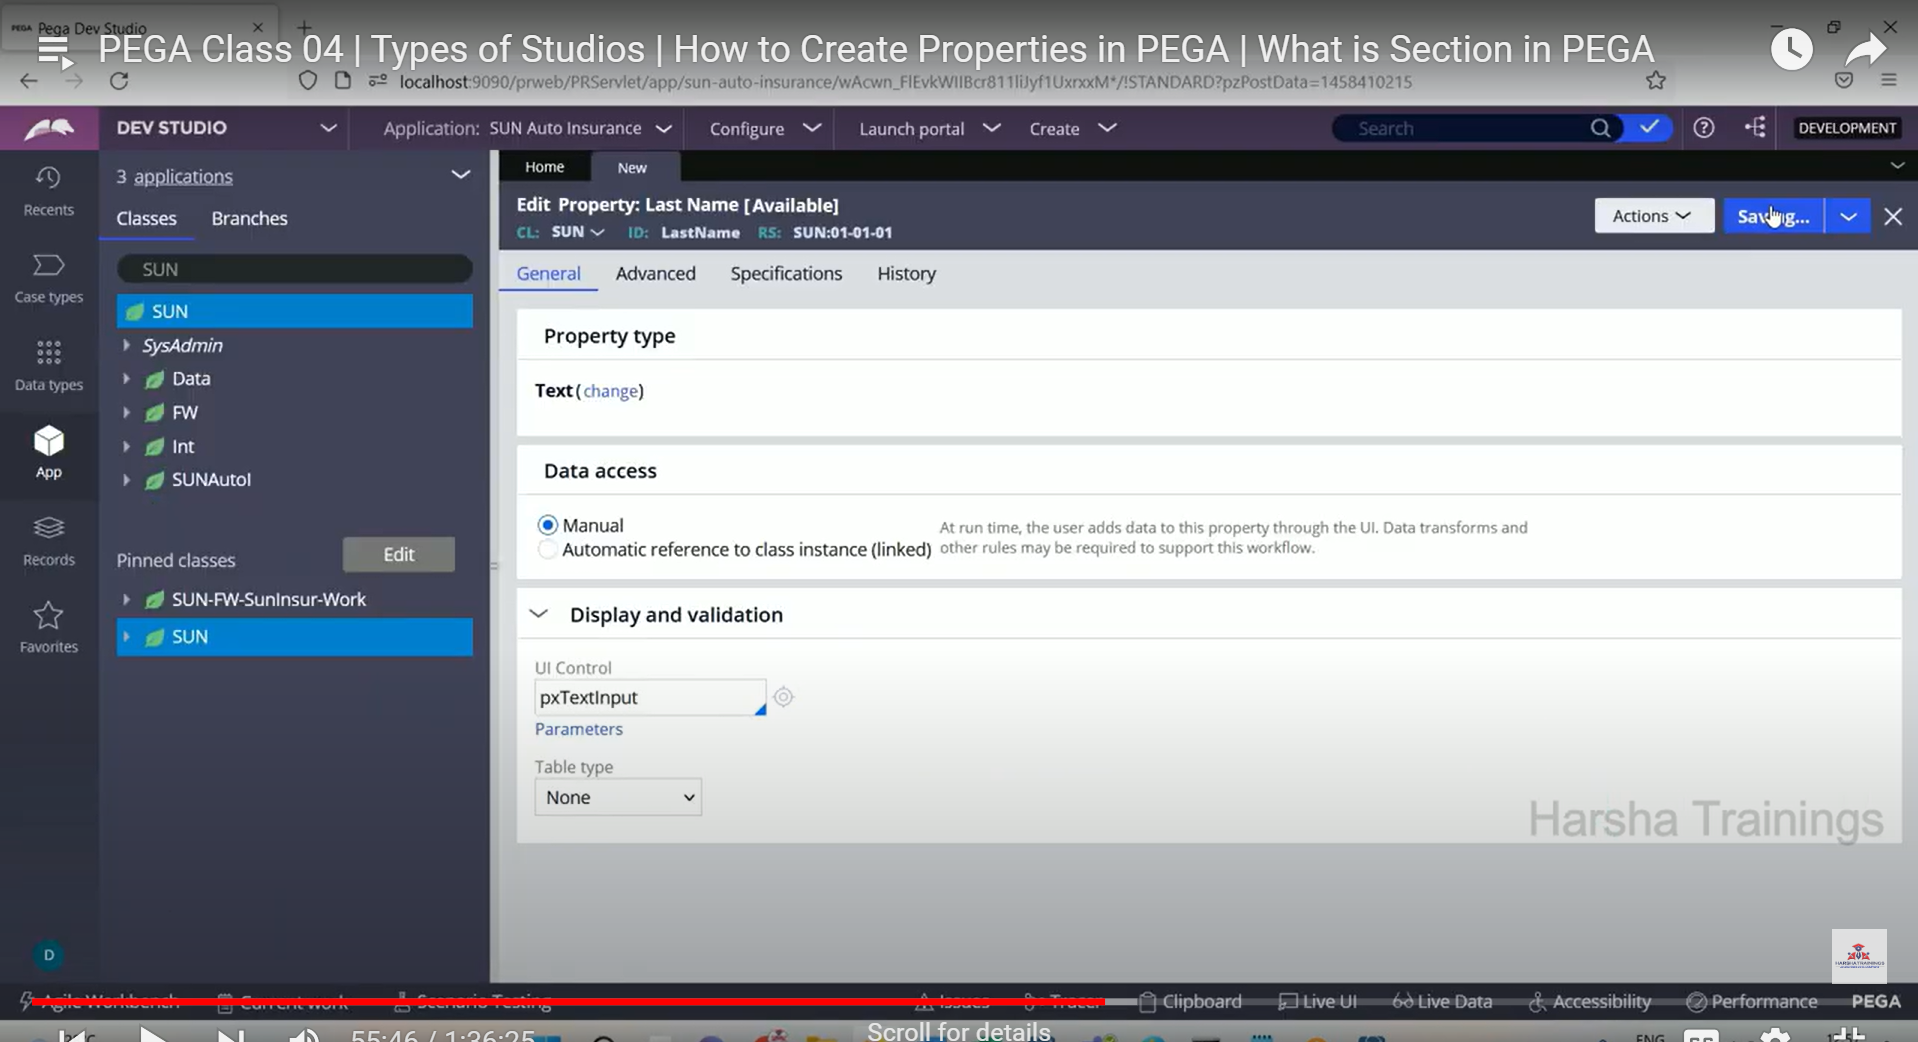 PEGA Pega Dev Studio
PEGA Class 04 | Types of Studios | How to Create Properties in PEGA | What is Section in PEGA
localhost:9090/prweb/PRServlet/app/sun-auto-insurance/wAcwn_FlEvkWIIBcr811liJyf1UxrxxM*/!STANDARD?pzPostData=1458410215
DEV STUDIO
Application: SUN Auto Insurance
Configure
Launch portal
Create
Search
DEVELOPMENT
Recents
Case types
Data types
App
Records
Favorites
D
3 applications
Classes
Branches
SUN
SUN
SysAdmin
Data
FW
Int
SUNAutoI
Pinned classes
Edit
SUN-FW-SunInsur-Work
SUN
Home
New
Edit Property: Last Name [Available]
CL: SUN ID: LastName RS: SUN:01-01-01
Actions
Saving...
General
Advanced
Specifications
History
Property type
Text (change)
Data access
Manual
Automatic reference to class instance (linked)
At run time, the user adds data to this property through the UI. Data transforms and
other rules may be required to support this workflow.
Display and validation
UI Control
pxTextInput
Parameters
Table type
None
Harsha Trainings
HARSHA TRAININGS
Agile Workbench
Current work
Scenario Testing
Issues
Tracer
Clipboard
Live UI
Live Data
Accessibility
Performance
PEGA
55:46 / 1:36:25
Scroll for details
ENG